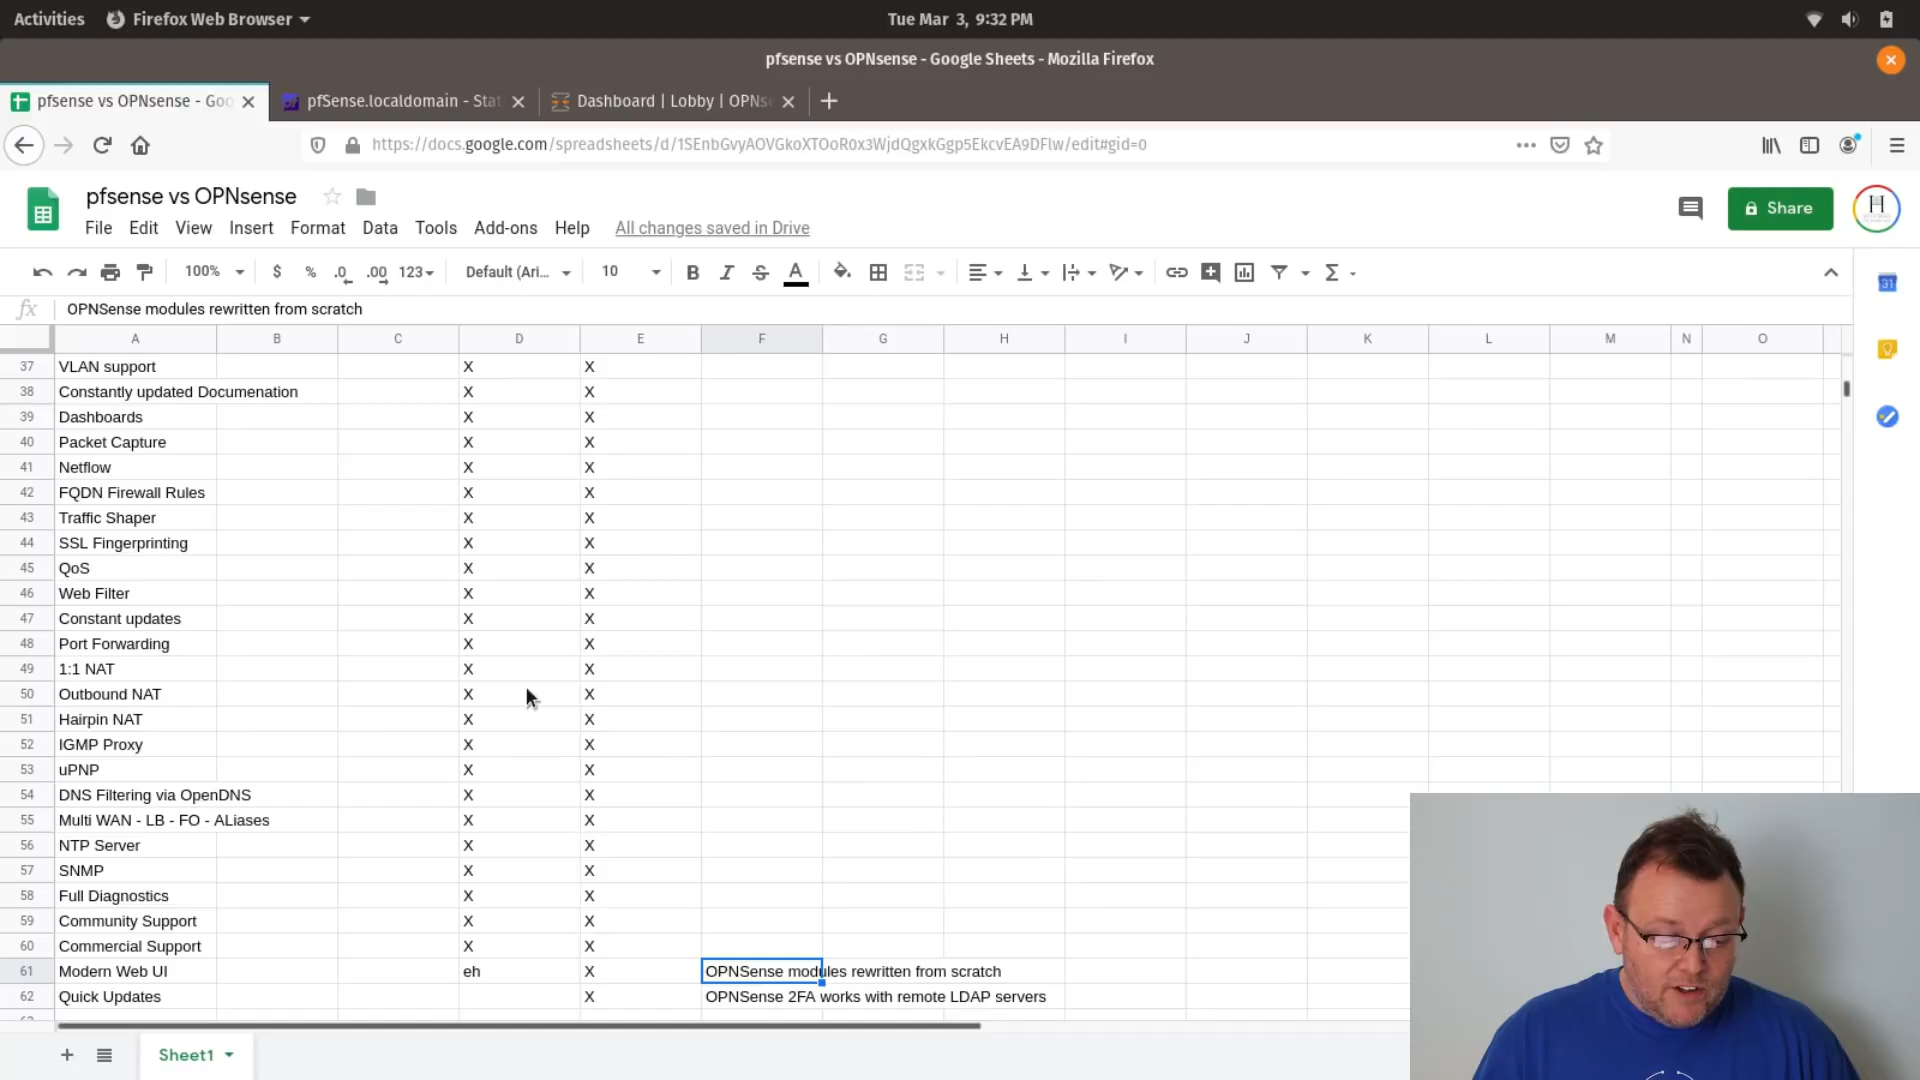 Activities Firefox Web Browser Tue Mar 3, 9:32 PM
pfsense vs OPNsense - Google Sheets - Mozilla Firefox
pfsense vs OPNsense - Goo pfSense.localdomain - Stat Dashboard | Lobby | OPNs
https://docs.google.com/spreadsheets/d/1SEnbGvyAOVGkoXTOoR0x3WjdQgxkGgp5EkcvEA9DFlw/edit#gid=0
pfsense vs OPNsense
File Edit View Insert Format Data Tools Add-ons Help All changes saved in Drive
Share
H
100% $ % .0 .00 123 Default (Ari... 10 B I S A Σ
31
fx OPNSense modules rewritten from scratch
A B C D E F G H I J K L M N O
37 VLAN support X X
38 Constantly updated Documenation X X
39 Dashboards X X
40 Packet Capture X X
41 Netflow X X
42 FQDN Firewall Rules X X
43 Traffic Shaper X X
44 SSL Fingerprinting X X
45 QoS X X
46 Web Filter X X
47 Constant updates X X
48 Port Forwarding X X
49 1:1 NAT X X
50 Outbound NAT X X
51 Hairpin NAT X X
52 IGMP Proxy X X
53 uPNP X X
54 DNS Filtering via OpenDNS X X
55 Multi WAN - LB - FO - ALiases X X
56 NTP Server X X
57 SNMP X X
58 Full Diagnostics X X
59 Community Support X X
60 Commercial Support X X
61 Modern Web UI eh X OPNSense modules rewritten from scratch
62 Quick Updates X OPNSense 2FA works with remote LDAP servers
Sheet1